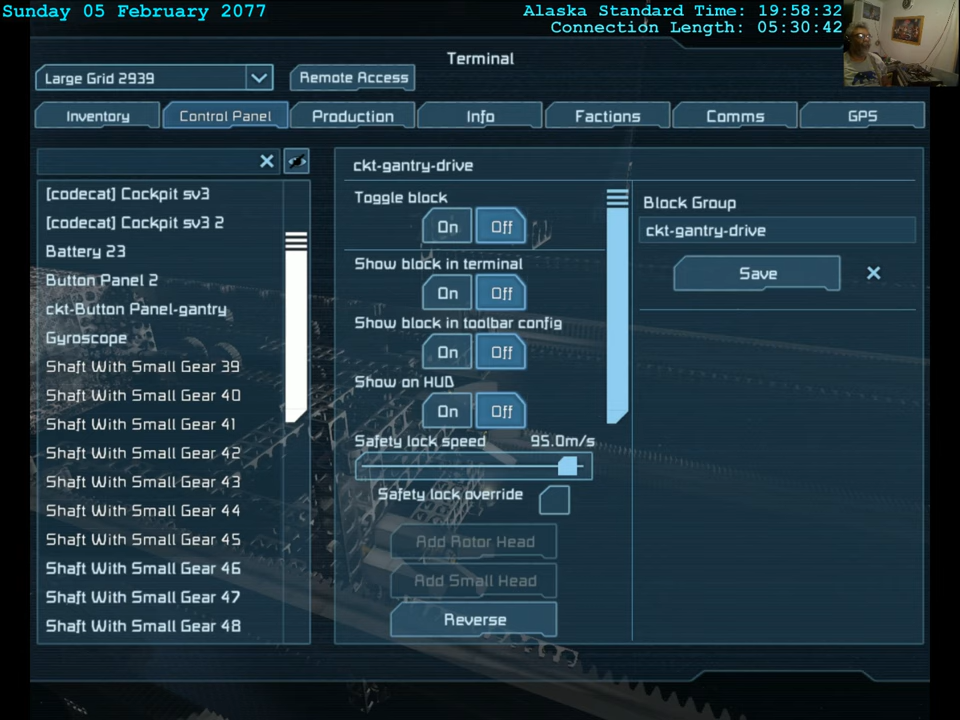 Sunday 05 February 2077
Alaska Standard Time: 19:58:32
Connection Length: 05:30:42
Terminal
Large Grid 2939
Remote Access
Inventory
Control Panel
Production
Info
Factions
Comms
GPS
[codecat] Cockpit sv3
[codecat] Cockpit sv3 2
Battery 23
Button Panel 2
ckt-Button Panel-gantry
Gyroscope
Shaft With Small Gear 39
Shaft With Small Gear 40
Shaft With Small Gear 41
Shaft With Small Gear 42
Shaft With Small Gear 43
Shaft With Small Gear 44
Shaft With Small Gear 45
Shaft With Small Gear 46
Shaft With Small Gear 47
Shaft With Small Gear 48
ckt-gantry-drive
Toggle block
On Off
Show block in terminal
On Off
Show block in toolbar config
On Off
Show on HUD
On Off
Safety lock speed 95.0m/s
Safety lock override
Add Rotor Head
Add Small Head
Reverse
Block Group
ckt-gantry-drive
Save